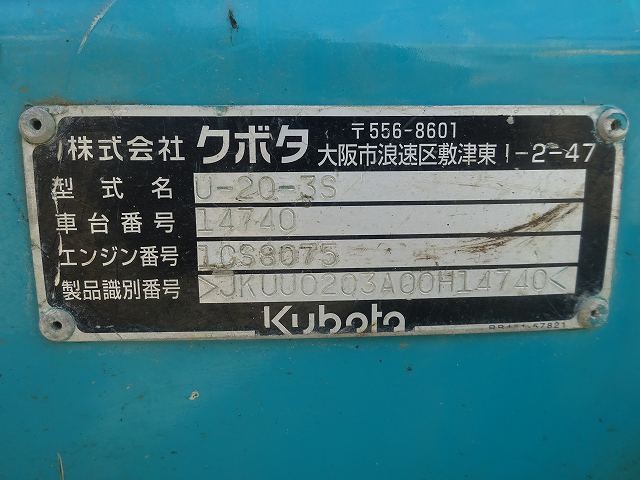 株式会社 クボタ 〒556-8601
大阪市浪速区敷津東1-2-47
型式名 U-20-3S
車台番号 14740
エンジン番号 1CS8075
製品識別番号 >JKUU0203A00H14740<
Kubota